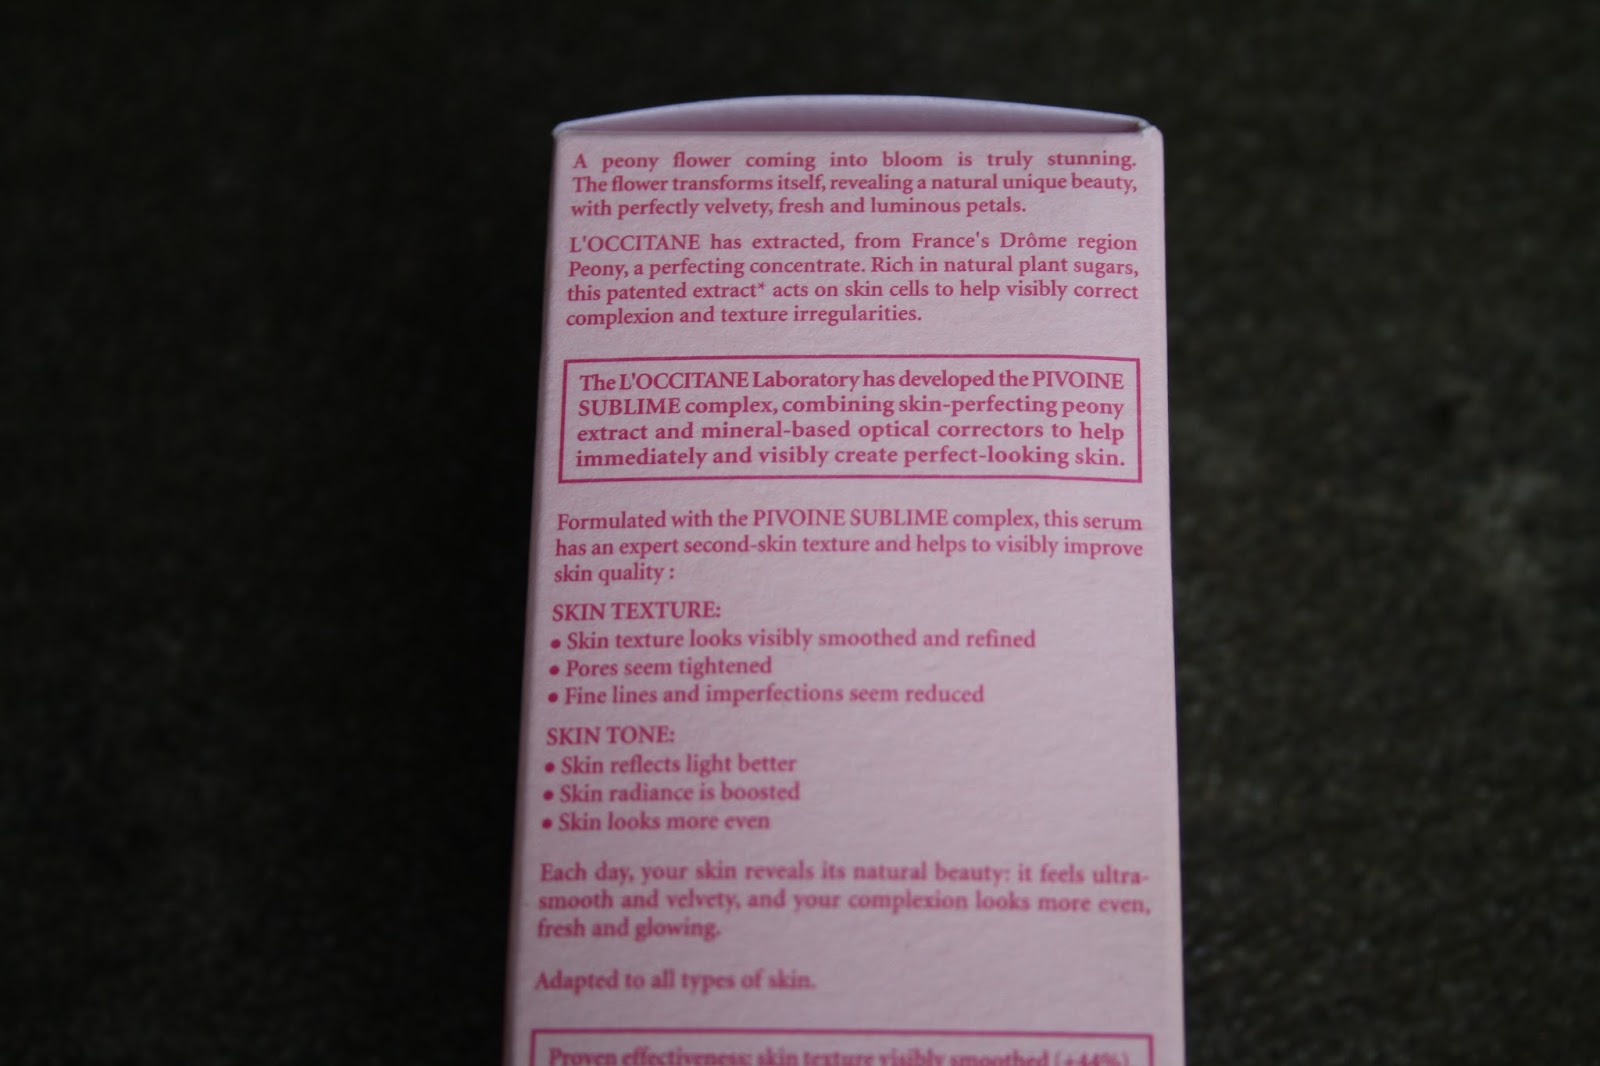 A peony flower coming into bloom is truly stunning.
The flower transforms itself, revealing a natural unique beauty,
with perfectly velvety, fresh and luminous petals.
L'OCCITANE has extracted, from France's Drôme region
Peony, a perfecting concentrate. Rich in natural plant sugars,
this patented extract* acts on skin cells to help visibly correct
complexion and texture irregularities.
The L'OCCITANE Laboratory has developed the PIVOINE
SUBLIME complex, combining skin-perfecting peony
extract and mineral-based optical correctors to help
immediately and visibly create perfect-looking skin.
Formulated with the PIVOINE SUBLIME complex, this serum
has an expert second-skin texture and helps to visibly improve
skin quality :
SKIN TEXTURE:
• Skin texture looks visibly smoothed and refined
• Pores seem tightened
• Fine lines and imperfections seem reduced
SKIN TONE:
• Skin reflects light better
• Skin radiance is boosted
• Skin looks more even
Each day, your skin reveals its natural beauty: it feels ultra-
smooth and velvety, and your complexion looks more even,
fresh and glowing.
Adapted to all types of skin.
Proven effectiveness: skin texture visibly smoothed (+44%)